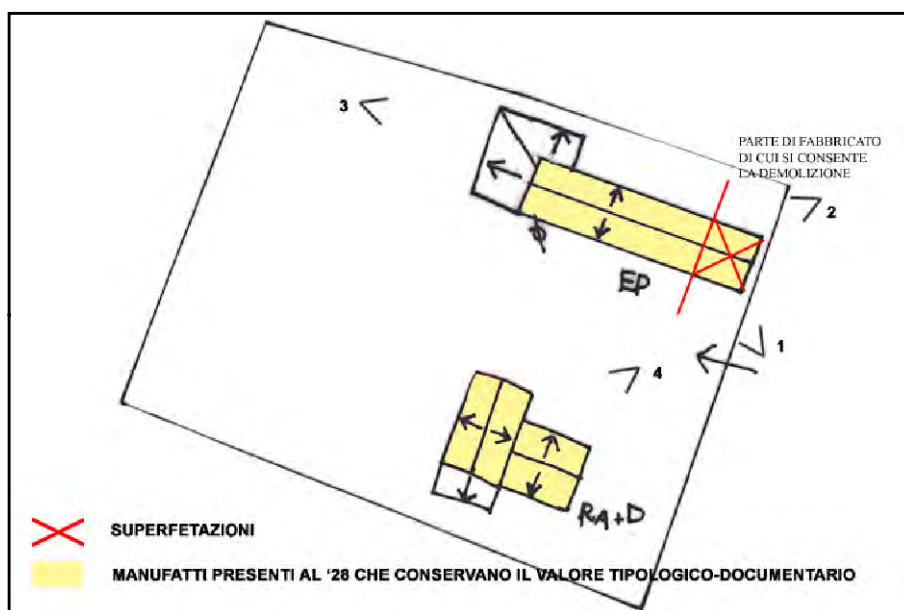 3
PARTE DI FABBRICATO
DI CUI SI CONSENTE
LA DEMOLIZIONE
2
EP
1
4
RA+D
SUPERFETAZIONI
MANUFATTI PRESENTI AL '28 CHE CONSERVANO IL VALORE TIPOLOGICO-DOCUMENTARIO